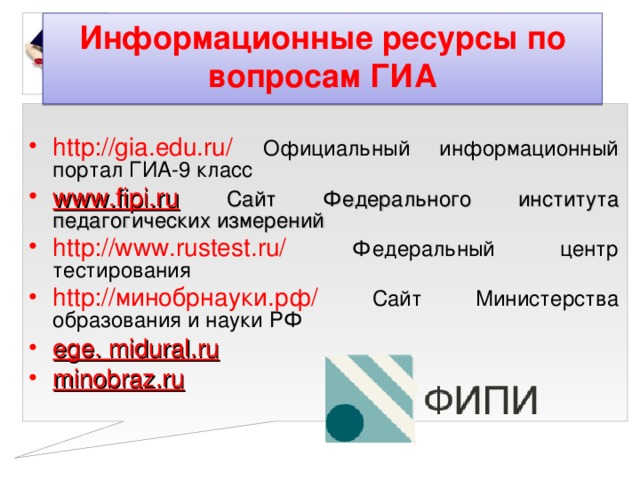 Информационные ресурсы по
вопросам ГИА
http://gia.edu.ru/ Официальный информационный
портал ГИА-9 класс
www.fipi.ru Сайт Федерального института
педагогических измерений
http://www.rustest.ru/ Федеральный центр
тестирования
http://минобрнауки.рф/ Сайт Министерства
образования и науки РФ
ege. midural.ru
minobraz.ru
ФИПИ